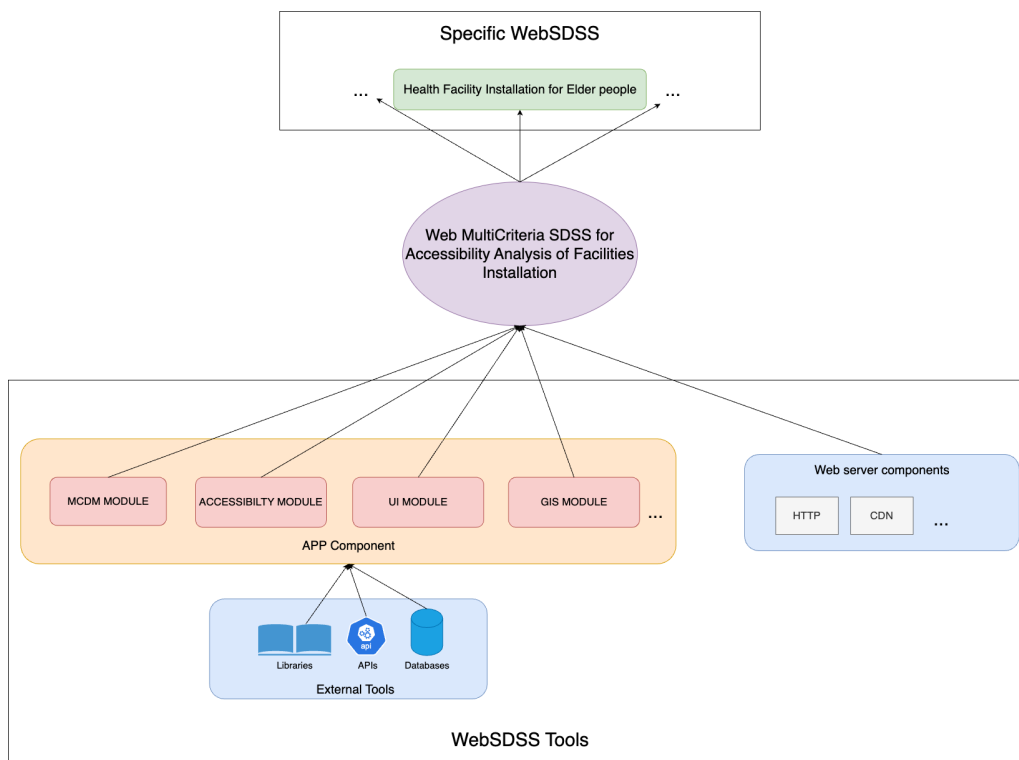 Specific WebSDSS
...
Health Facility Installation for Elder people
...
Web MultiCriteria SDSS for
Accessibility Analysis of Facilities
Installation
MCDM MODULE
ACCESSIBILTY MODULE
UI MODULE
GIS MODULE
...
APP Component
Web server components
HTTP
CDN
...
api
Libraries
APIs
Databases
External Tools
WebSDSS Tools